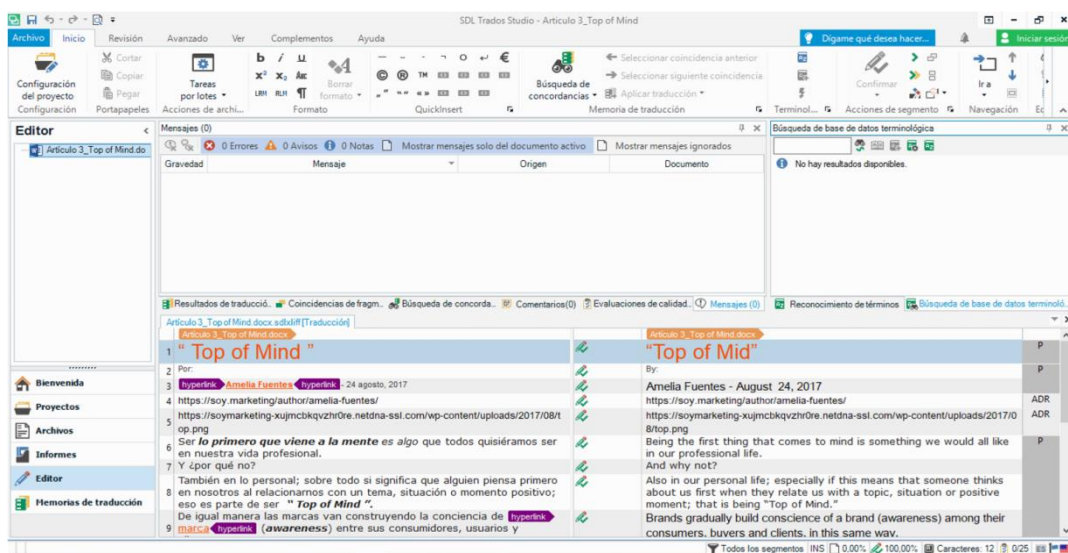 SDL Trados Studio - Artículo 3_Top of Mind
Archivo Inicio Revisión Avanzado Ver Complementos Ayuda
Dígame qué desea hacer... Iniciar sesión
Configuración del proyecto
Cortar
Copiar
Pegar
Tareas por lotes
Borrar formato
Búsqueda de concordancias
Seleccionar coincidencia anterior
Seleccionar siguiente coincidencia
Aplicar traducción
Confirmar
Ir a
Configuración Portapapeles Acciones de archi... Formato QuickInsert Memoria de traducción Terminol... Acciones de segmento Navegación
Editor
Artículo 3_Top of Mind.do
Mensajes (0)
0 Errores 0 Avisos 0 Notas Mostrar mensajes solo del documento activo Mostrar mensajes ignorados
Gravedad Mensaje Origen Documento
Búsqueda de base de datos terminológica
No hay resultados disponibles.
Resultados de traducció.. Coincidencias de fragm.. Búsqueda de concorda... Comentarios(0) Evaluaciones de calidad.. Mensajes (0)
Reconocimiento de términos Búsqueda de base de datos terminoló..
Bienvenida
Proyectos
Archivos
Informes
Editor
Memorias de traducción
Artículo 3_Top of Mind.docx.sdlxliff [Traducción]
Artículo 3_Top of Mind.docx Artículo 3_Top of Mind.docx
1 “ Top of Mind ” “Top of Mid” P
2 Por: By: P
3 hyperlink Amelia Fuentes hyperlink - 24 agosto, 2017 Amelia Fuentes - August 24, 2017
4 https://soy.marketing/author/amelia-fuentes/ https://soy.marketing/author/amelia-fuentes/ ADR
5 https://soymarketing-xujmcbkqvzhr0re.netdna-ssl.com/wp-content/uploads/2017/08/t https://soymarketing-xujmcbkqvzhr0re.netdna-ssl.com/wp-content/uploads/2017/0 ADR
op.png 8/top.png
6 Ser lo primero que viene a la mente es algo que todos quisiéramos ser Being the first thing that comes to mind is something we would all like P
en nuestra vida profesional. in our professional life.
7 Y ¿por qué no? And why not?
8 También en lo personal; sobre todo si significa que alguien piensa primero Also in our personal life; especially if this means that someone thinks
en nosotros al relacionarnos con un tema, situación o momento positivo; about us first when they relate us with a topic, situation or positive
eso es parte de ser “ Top of Mind ”. moment; that is being “Top of Mind.”
9 De igual manera las marcas van construyendo la conciencia de hyperlink Brands gradually build conscience of a brand (awareness) among their
marca hyperlink (awareness) entre sus consumidores, usuarios y consumers, buyers and clients, in this same way.
Todos los segmentos INS 0,00% 100,00% Caracteres: 12 0/25